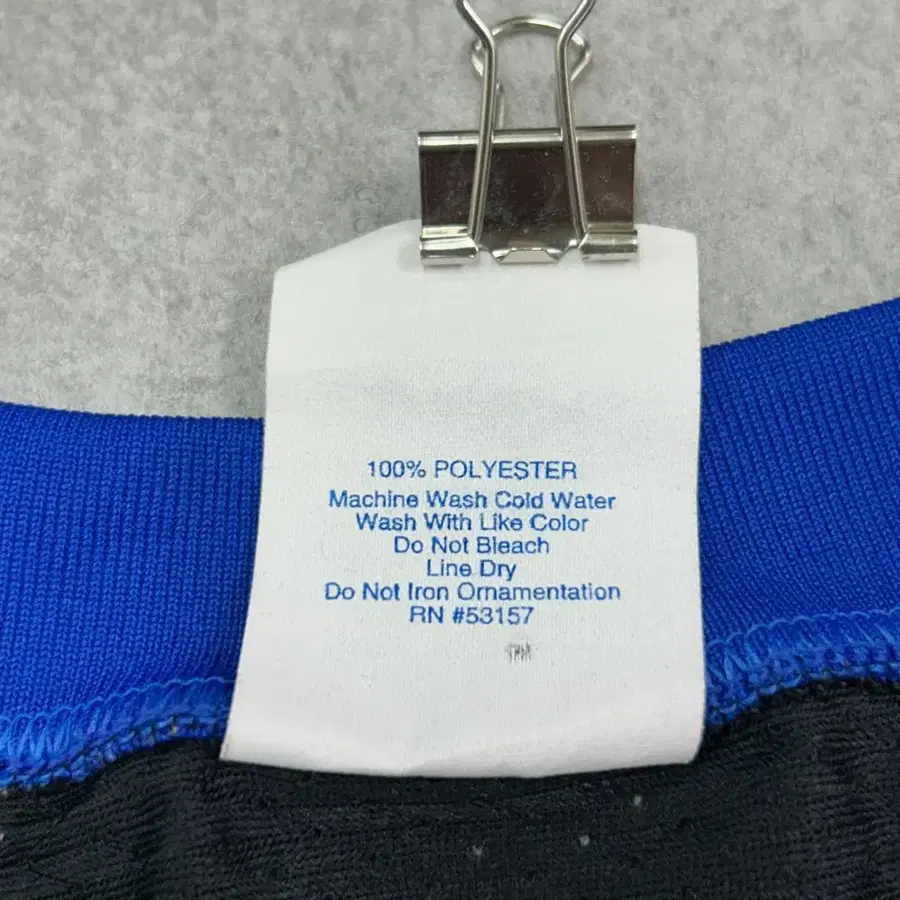 100% POLYESTER
Machine Wash Cold Water
Wash With Like Color
Do Not Bleach
Line Dry
Do Not Iron Ornamentation
RN #53157